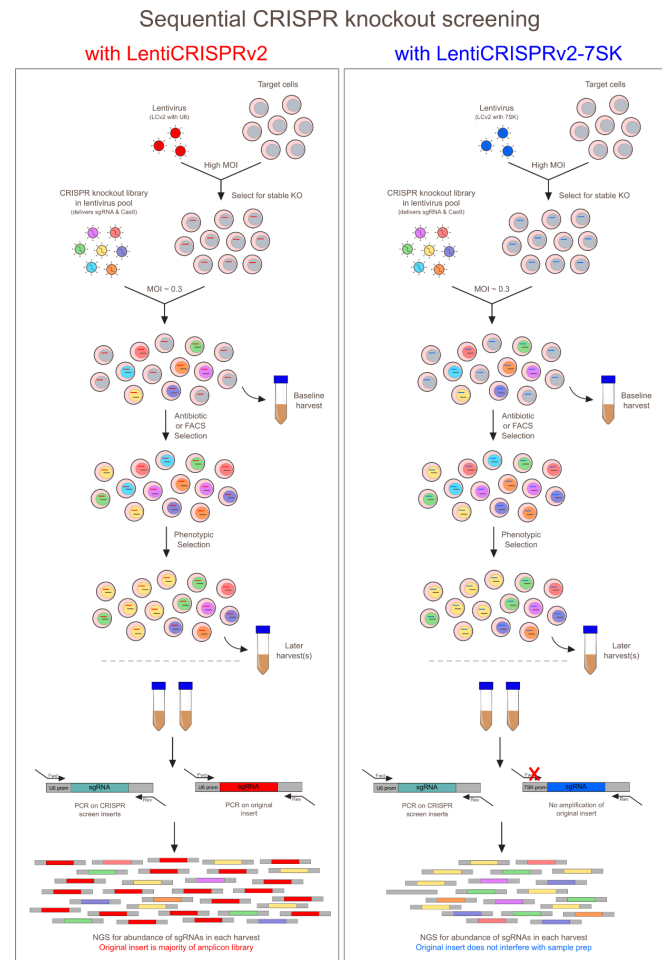 Sequential CRISPR knockout screening
with LentiCRISPRv2
Target cells
Lentivirus
(LCv2 with U6)
High MOI
CRISPR knockout library
in lentivirus pool
(delivers sgRNA & Cas9)
Select for stable KO
MOI ~ 0.3
Baseline
harvest
Antibiotic
or FACS
Selection
Phenotypic
Selection
Later
harvest(s)
Fwd
U6 prom
sgRNA
Rev
PCR on CRISPR
screen inserts
Fwd
U6 prom
sgRNA
Rev
PCR on original
insert
NGS for abundance of sgRNAs in each harvest
Original insert is majority of amplicon library
with LentiCRISPRv2-7SK
Target cells
Lentivirus
(LCv2 with 7SK)
High MOI
CRISPR knockout library
in lentivirus pool
(delivers sgRNA & Cas9)
Select for stable KO
MOI ~ 0.3
Baseline
harvest
Antibiotic
or FACS
Selection
Phenotypic
Selection
Later
harvest(s)
Fwd
U6 prom
sgRNA
Rev
PCR on CRISPR
screen inserts
Fwd
7SK prom
sgRNA
Rev
No amplification of
original insert
NGS for abundance of sgRNAs in each harvest
Original insert does not interfere with sample prep